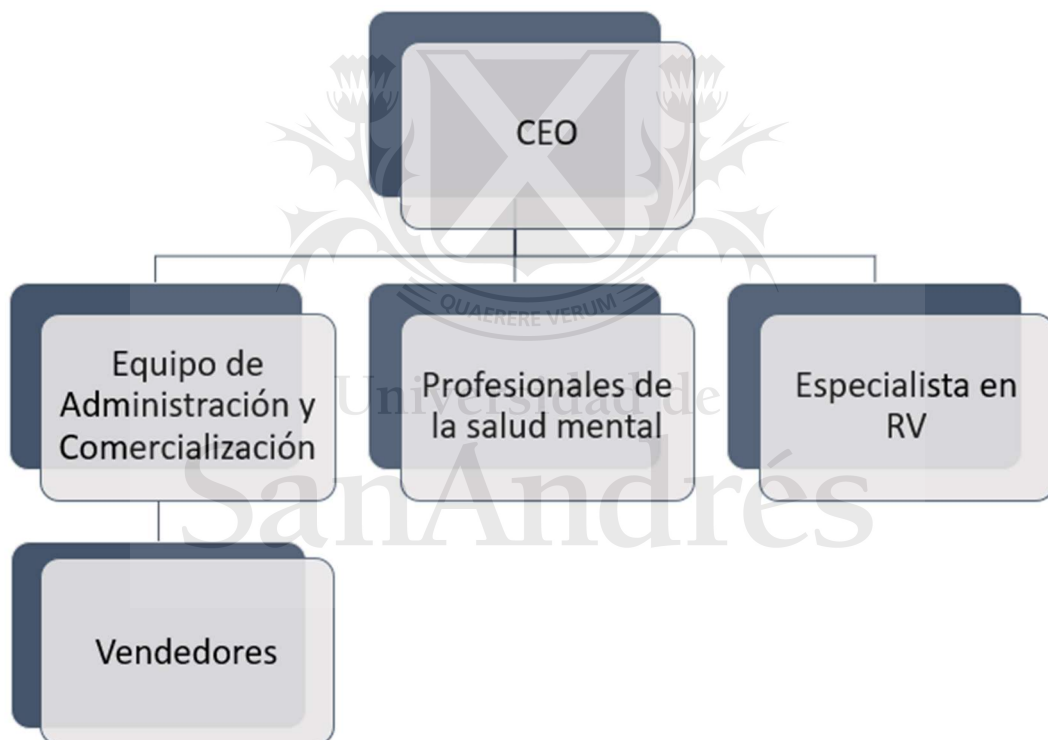 CEO
QUAERERE VERUM
Equipo de
Administración y
Comercialización
Profesionales de
la salud mental
Especialista en
RV
Universidad de
SanAndrés
Vendedores